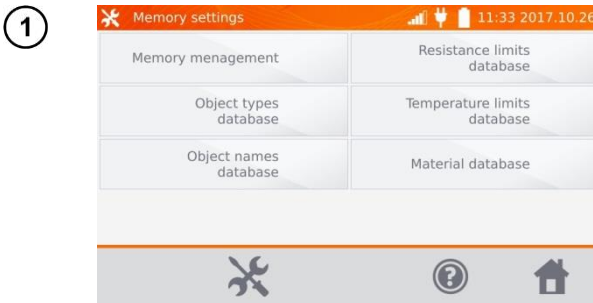 1
Memory settings
11:33 2017.10.26
Memory menagement
Resistance limits
database
Object types
database
Temperature limits
database
Object names
database
Material database
?